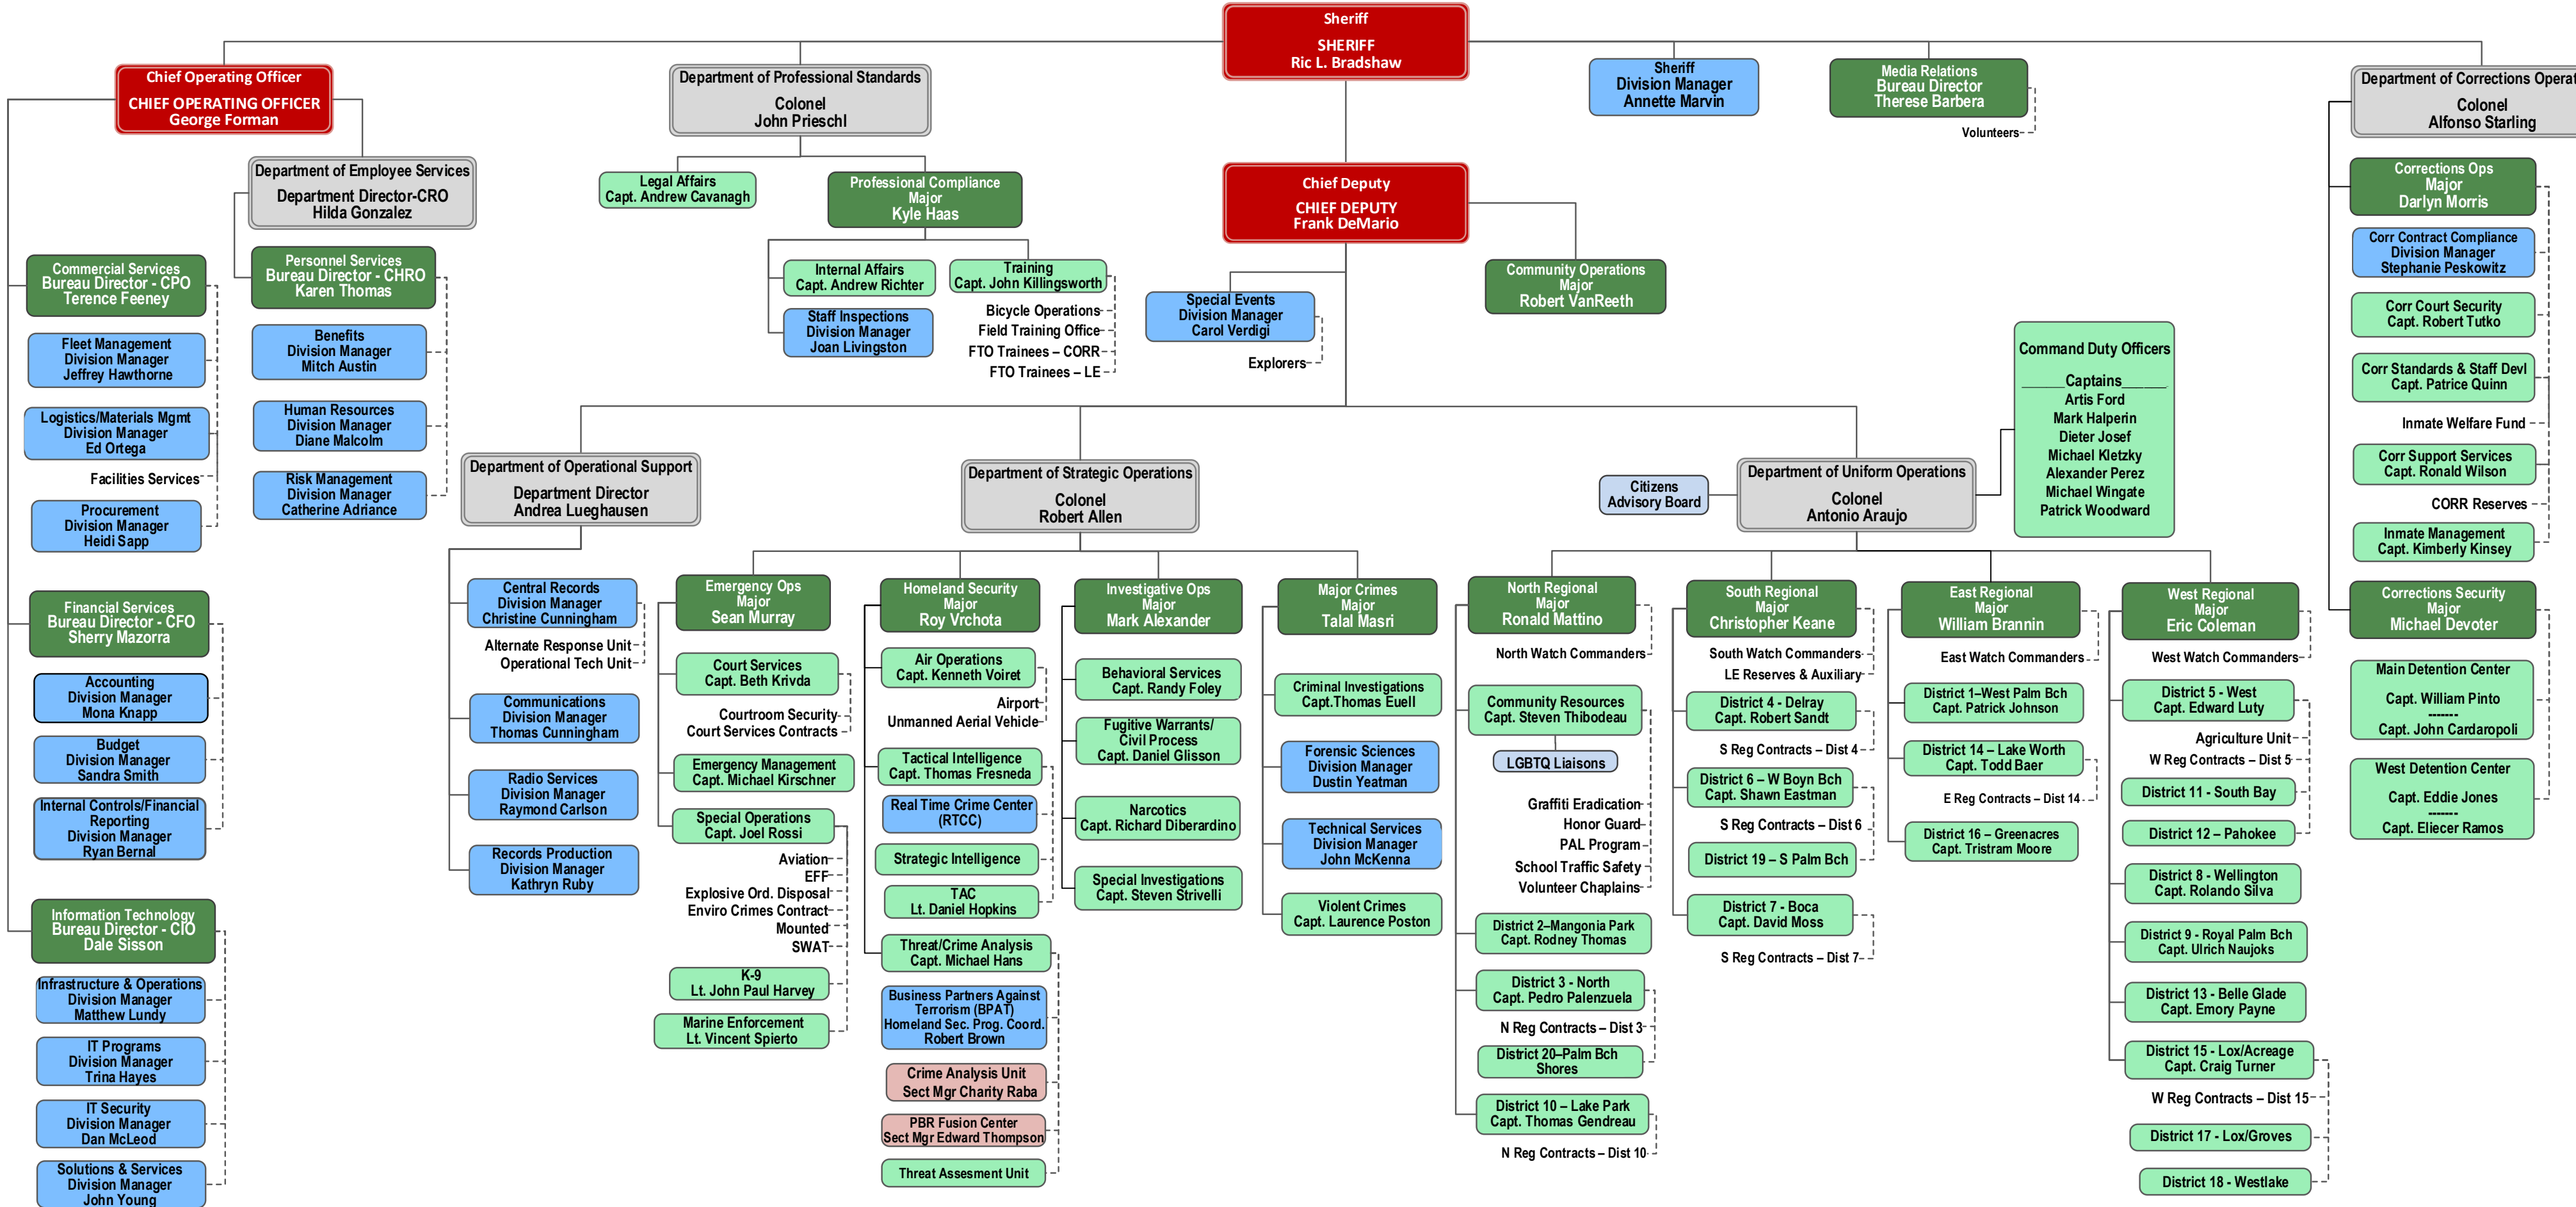 Sheriff
SHERIFF
Ric L. Bradshaw
Chief Operating Officer
CHIEF OPERATING OFFICER
George Forman
Department of Professional Standards
Colonel
John Prieschl
Sheriff
Division Manager
Annette Marvin
Media Relations
Bureau Director
Therese Barbera
Volunteers
Department of Corrections Operat
Colonel
Alfonso Starling
Department of Employee Services
Department Director-CRO
Hilda Gonzalez
Legal Affairs
Capt. Andrew Cavanagh
Professional Compliance
Major
Kyle Haas
Chief Deputy
CHIEF DEPUTY
Frank DeMario
Corrections Ops
Major
Darlyn Morris
Commercial Services
Bureau Director - CPO
Terence Feeney
Personnel Services
Bureau Director - CHRO
Karen Thomas
Internal Affairs
Capt. Andrew Richter
Training
Capt. John Killingsworth
Bicycle Operations
Field Training Office
FTO Trainees – CORR
FTO Trainees – LE
Staff Inspections
Division Manager
Joan Livingston
Special Events
Division Manager
Carol Verdigi
Explorers
Community Operations
Major
Robert VanReeth
Corr Contract Compliance
Division Manager
Stephanie Peskowitz
Corr Court Security
Capt. Robert Tutko
Corr Standards & Staff Devl
Capt. Patrice Quinn
Inmate Welfare Fund
Corr Support Services
Capt. Ronald Wilson
CORR Reserves
Inmate Management
Capt. Kimberly Kinsey
Fleet Management
Division Manager
Jeffrey Hawthorne
Logistics/Materials Mgmt
Division Manager
Ed Ortega
Facilities Services
Procurement
Division Manager
Heidi Sapp
Benefits
Division Manager
Mitch Austin
Human Resources
Division Manager
Diane Malcolm
Risk Management
Division Manager
Catherine Adriance
Command Duty Officers
______Captains______
Artis Ford
Mark Halperin
Dieter Josef
Michael Kletzky
Alexander Perez
Michael Wingate
Patrick Woodward
Department of Operational Support
Department Director
Andrea Lueghausen
Department of Strategic Operations
Colonel
Robert Allen
Citizens
Advisory Board
Department of Uniform Operations
Colonel
Antonio Araujo
Financial Services
Bureau Director - CFO
Sherry Mazorra
Accounting
Division Manager
Mona Knapp
Budget
Division Manager
Sandra Smith
Internal Controls/Financial
Reporting
Division Manager
Ryan Bernal
Information Technology
Bureau Director - CIO
Dale Sisson
Infrastructure & Operations
Division Manager
Matthew Lundy
IT Programs
Division Manager
Trina Hayes
IT Security
Division Manager
Dan McLeod
Solutions & Services
Division Manager
John Young
Central Records
Division Manager
Christine Cunningham
Alternate Response Unit
Operational Tech Unit
Communications
Division Manager
Thomas Cunningham
Radio Services
Division Manager
Raymond Carlson
Records Production
Division Manager
Kathryn Ruby
Emergency Ops
Major
Sean Murray
Court Services
Capt. Beth Krivda
Courtroom Security
Court Services Contracts
Emergency Management
Capt. Michael Kirschner
Special Operations
Capt. Joel Rossi
Aviation
EFF
Explosive Ord. Disposal
Enviro Crimes Contract
Mounted
SWAT
K-9
Lt. John Paul Harvey
Marine Enforcement
Lt. Vincent Spierto
Homeland Security
Major
Roy Vrchota
Air Operations
Capt. Kenneth Voiret
Airport
Unmanned Aerial Vehicle
Tactical Intelligence
Capt. Thomas Fresneda
Real Time Crime Center
(RTCC)
Strategic Intelligence
TAC
Lt. Daniel Hopkins
Threat/Crime Analysis
Capt. Michael Hans
Business Partners Against
Terrorism (BPAT)
Homeland Sec. Prog. Coord.
Robert Brown
Crime Analysis Unit
Sect Mgr Charity Raba
PBR Fusion Center
Sect Mgr Edward Thompson
Threat Assesment Unit
Investigative Ops
Major
Mark Alexander
Behavioral Services
Capt. Randy Foley
Fugitive Warrants/
Civil Process
Capt. Daniel Glisson
Narcotics
Capt. Richard Diberardino
Special Investigations
Capt. Steven Strivelli
Major Crimes
Major
Talal Masri
Criminal Investigations
Capt.Thomas Euell
Forensic Sciences
Division Manager
Dustin Yeatman
Technical Services
Division Manager
John McKenna
Violent Crimes
Capt. Laurence Poston
North Regional
Major
Ronald Mattino
North Watch Commanders
Community Resources
Capt. Steven Thibodeau
LGBTQ Liaisons
Graffiti Eradication
Honor Guard
PAL Program
School Traffic Safety
Volunteer Chaplains
District 2–Mangonia Park
Capt. Rodney Thomas
District 3 - North
Capt. Pedro Palenzuela
N Reg Contracts – Dist 3
District 20–Palm Bch
Shores
District 10 – Lake Park
Capt. Thomas Gendreau
N Reg Contracts – Dist 10
South Regional
Major
Christopher Keane
South Watch Commanders
LE Reserves & Auxiliary
District 4 - Delray
Capt. Robert Sandt
S Reg Contracts – Dist 4
District 6 – W Boyn Bch
Capt. Shawn Eastman
S Reg Contracts – Dist 6
District 19 – S Palm Bch
District 7 - Boca
Capt. David Moss
S Reg Contracts – Dist 7
East Regional
Major
William Brannin
East Watch Commanders
District 1–West Palm Bch
Capt. Patrick Johnson
District 14 – Lake Worth
Capt. Todd Baer
E Reg Contracts – Dist 14
District 16 – Greenacres
Capt. Tristram Moore
West Regional
Major
Eric Coleman
West Watch Commanders
District 5 - West
Capt. Edward Luty
Agriculture Unit
W Reg Contracts – Dist 5
District 11 - South Bay
District 12 – Pahokee
District 8 - Wellington
Capt. Rolando Silva
District 9 - Royal Palm Bch
Capt. Ulrich Naujoks
District 13 - Belle Glade
Capt. Emory Payne
District 15 - Lox/Acreage
Capt. Craig Turner
W Reg Contracts – Dist 15
District 17 - Lox/Groves
District 18 - Westlake
Corrections Security
Major
Michael Devoter
Main Detention Center
Capt. William Pinto
-------
Capt. John Cardaropoli
West Detention Center
Capt. Eddie Jones
-------
Capt. Eliecer Ramos